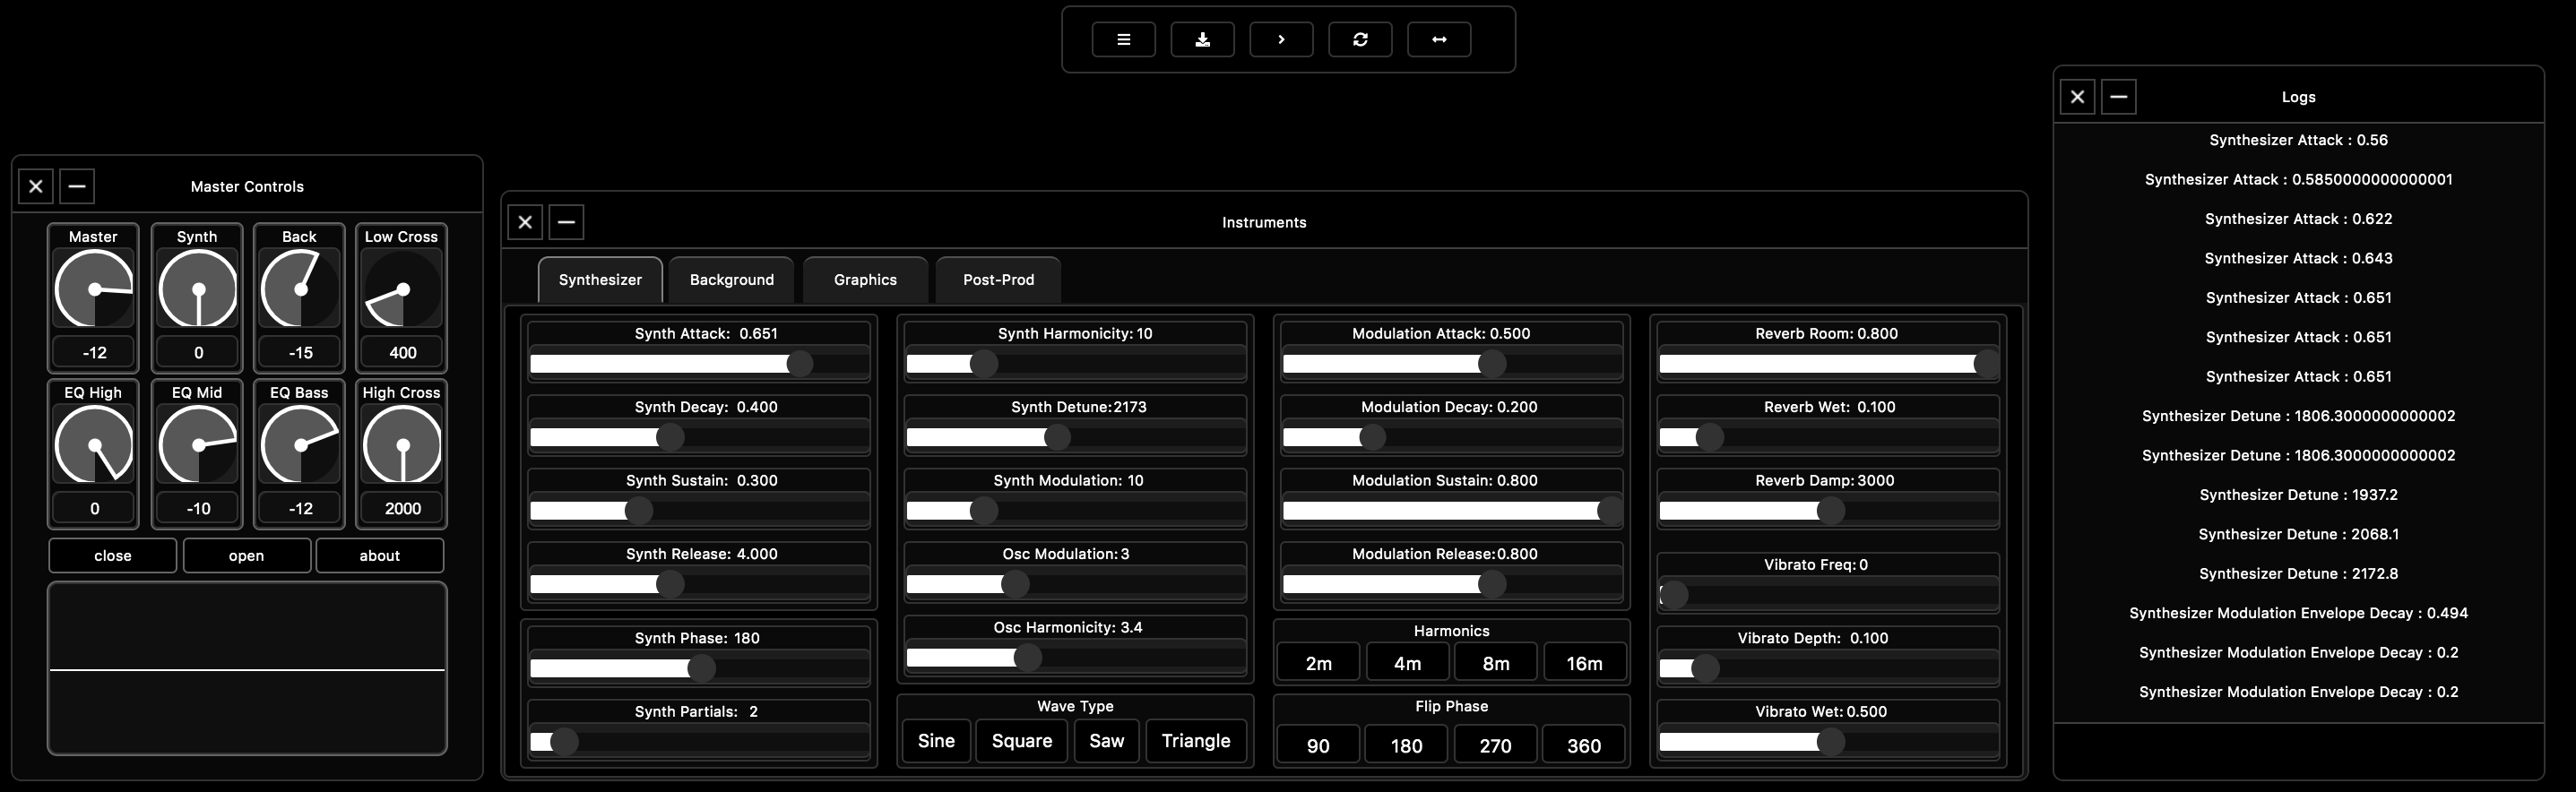 Master Controls
Master
Synth
Back
Low Cross
-12
0
-15
400
EQ High
EQ Mid
EQ Bass
High Cross
0
-10
-12
2000
close
open
about
Instruments
Synthesizer
Background
Graphics
Post-Prod
Synth Attack: 0.651
Synth Decay: 0.400
Synth Sustain: 0.300
Synth Release: 4.000
Synth Phase: 180
Synth Partials: 2
Synth Harmonicity: 10
Synth Detune:2173
Synth Modulation: 10
Osc Modulation: 3
Osc Harmonicity: 3.4
Wave Type
Sine
Square
Saw
Triangle
Modulation Attack: 0.500
Modulation Decay: 0.200
Modulation Sustain: 0.800
Modulation Release:0.800
Harmonics
2m
4m
8m
16m
Flip Phase
90
180
270
360
Reverb Room: 0.800
Reverb Wet: 0.100
Reverb Damp: 3000
Vibrato Freq: 0
Vibrato Depth: 0.100
Vibrato Wet: 0.500
Logs
Synthesizer Attack : 0.56
Synthesizer Attack : 0.5850000000000001
Synthesizer Attack : 0.622
Synthesizer Attack : 0.643
Synthesizer Attack : 0.651
Synthesizer Attack : 0.651
Synthesizer Attack : 0.651
Synthesizer Detune : 1806.3000000000002
Synthesizer Detune : 1806.3000000000002
Synthesizer Detune : 1937.2
Synthesizer Detune : 2068.1
Synthesizer Detune : 2172.8
Synthesizer Modulation Envelope Decay : 0.494
Synthesizer Modulation Envelope Decay : 0.2
Synthesizer Modulation Envelope Decay : 0.2